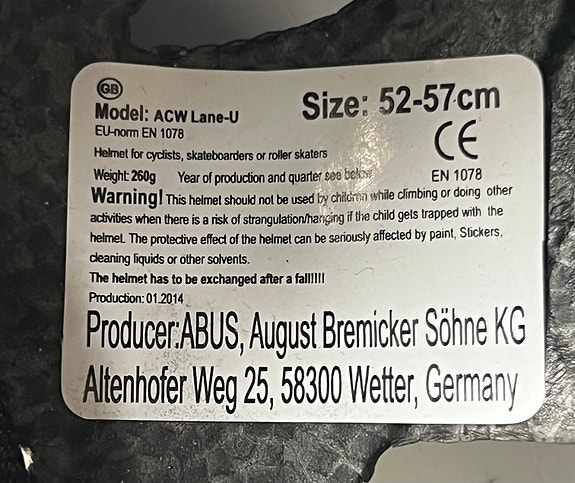 GB
Model: ACW Lane-U
Size: 52-57cm
EU-norm EN 1078
CE
Helmet for cyclists, skateboarders or roller skaters
EN 1078
Weight: 260g Year of production and quarter see below
Warning! This helmet should not be used by children while climbing or doing other
activities when there is a risk of strangulation/hanging if the child gets trapped with the
helmet. The protective effect of the helmet can be seriously affected by paint, Stickers,
cleaning liquids or other solvents.
The helmet has to be exchanged after a fall!!!!!
Production: 01.2014
Producer:ABUS, August Bremicker Söhne KG
Altenhofer Weg 25, 58300 Wetter, Germany